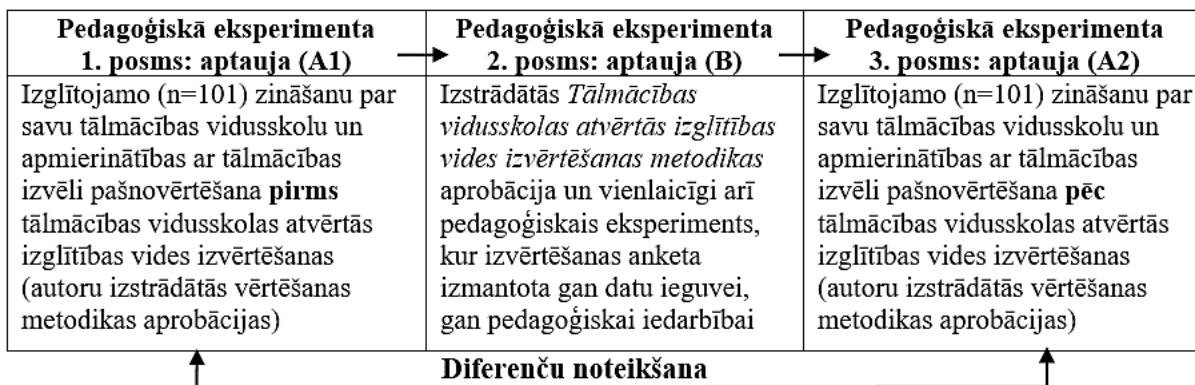 Pedagoģiskā eksperimenta
1. posms: aptauja (A1)
Izglītojamo (n=101) zināšanu par
savu tālmācības vidusskolu un
apmierinātības ar tālmācības
izvēli pašnovērtēšana pirms
tālmācības vidusskolas atvērtās
izglītības vides izvērtēšanas
(autoru izstrādātās vērtēšanas
metodikas aprobācijas)
Pedagoģiskā eksperimenta
2. posms: aptauja (B)
Izstrādātās Tālmācības
vidusskolas atvērtās izglītības
vides izvērtēšanas metodikas
aprobācija un vienlaicīgi arī
pedagoģiskais eksperiments,
kur izvērtēšanas anketa
izmantota gan datu ieguvei,
gan pedagoģiskai iedarbībai
Pedagoģiskā eksperimenta
3. posms: aptauja (A2)
Izglītojamo (n=101) zināšanu par
savu tālmācības vidusskolu un
apmierinātības ar tālmācības
izvēli pašnovērtēšana pēc
tālmācības vidusskolas atvērtās
izglītības vides izvērtēšanas
(autoru izstrādātās vērtēšanas
metodikas aprobācijas)
Diferenču noteikšana